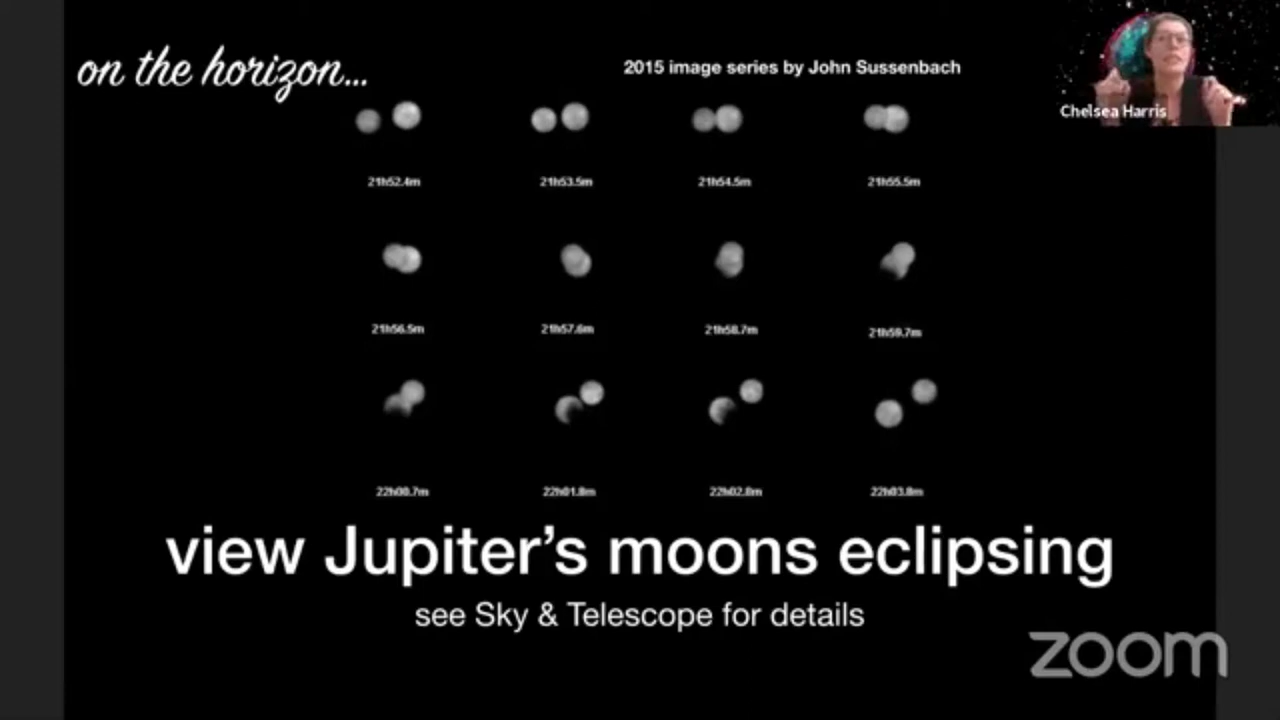 on the horizon...
2015 image series by John Sussenbach
Chelsea Harris
21h52.4m 21h53.5m 21h54.5m 21h55.5m
21h56.5m 21h57.6m 21h58.7m 21h59.7m
22h00.7m 22h01.8m 22h02.8m 22h03.8m
view Jupiter’s moons eclipsing
see Sky & Telescope for details
zoom